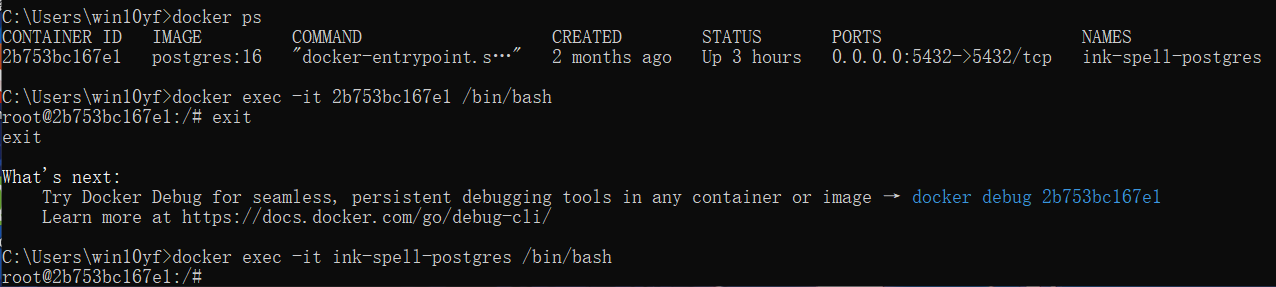 C:\Users\win10yf>docker ps
CONTAINER ID   IMAGE         COMMAND                   CREATED        STATUS       PORTS                    NAMES
2b753bc167e1   postgres:16   "docker-entrypoint.s…"   2 months ago   Up 3 hours   0.0.0.0:5432->5432/tcp   ink-spell-postgres
C:\Users\win10yf>docker exec -it 2b753bc167e1 /bin/bash
root@2b753bc167e1:/# exit
exit
What's next:
    Try Docker Debug for seamless, persistent debugging tools in any container or image → docker debug 2b753bc167e1
    Learn more at https://docs.docker.com/go/debug-cli/
C:\Users\win10yf>docker exec -it ink-spell-postgres /bin/bash
root@2b753bc167e1:/#